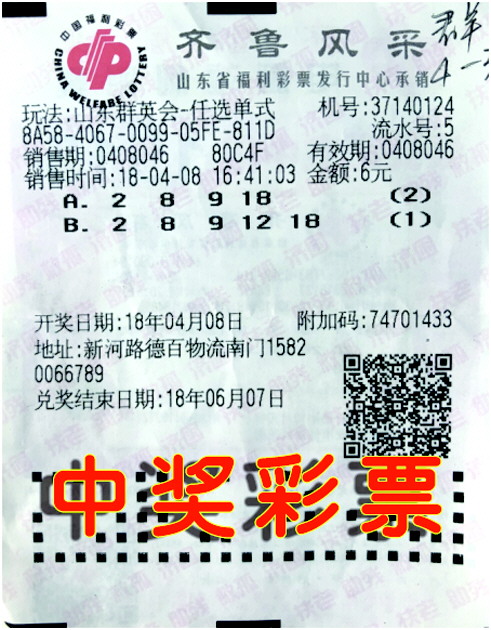 中国福利彩票
CHINA WELFARE LOTTERY
齐鲁风采
群
4一
山东省福利彩票发行中心承销
玩法:山东群英会-任选单式 机号:37140124
8A58-4067-0099-05FE-811D 流水号:5
销售期:0408046 80C4F 有效期:0408046
销售时间:18-04-08 16:41:03 金额:6元
A. 2 8 9 18 (2)
B. 2 8 9 12 18 (1)
开奖日期:18年04月08日 附加码:74701433
地址:新河路德百物流南门1582
0066789
兑奖结束日期:18年06月07日
中奖彩票